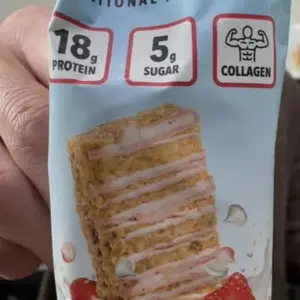 18g
PROTEIN
5g
SUGAR
COLLAGEN